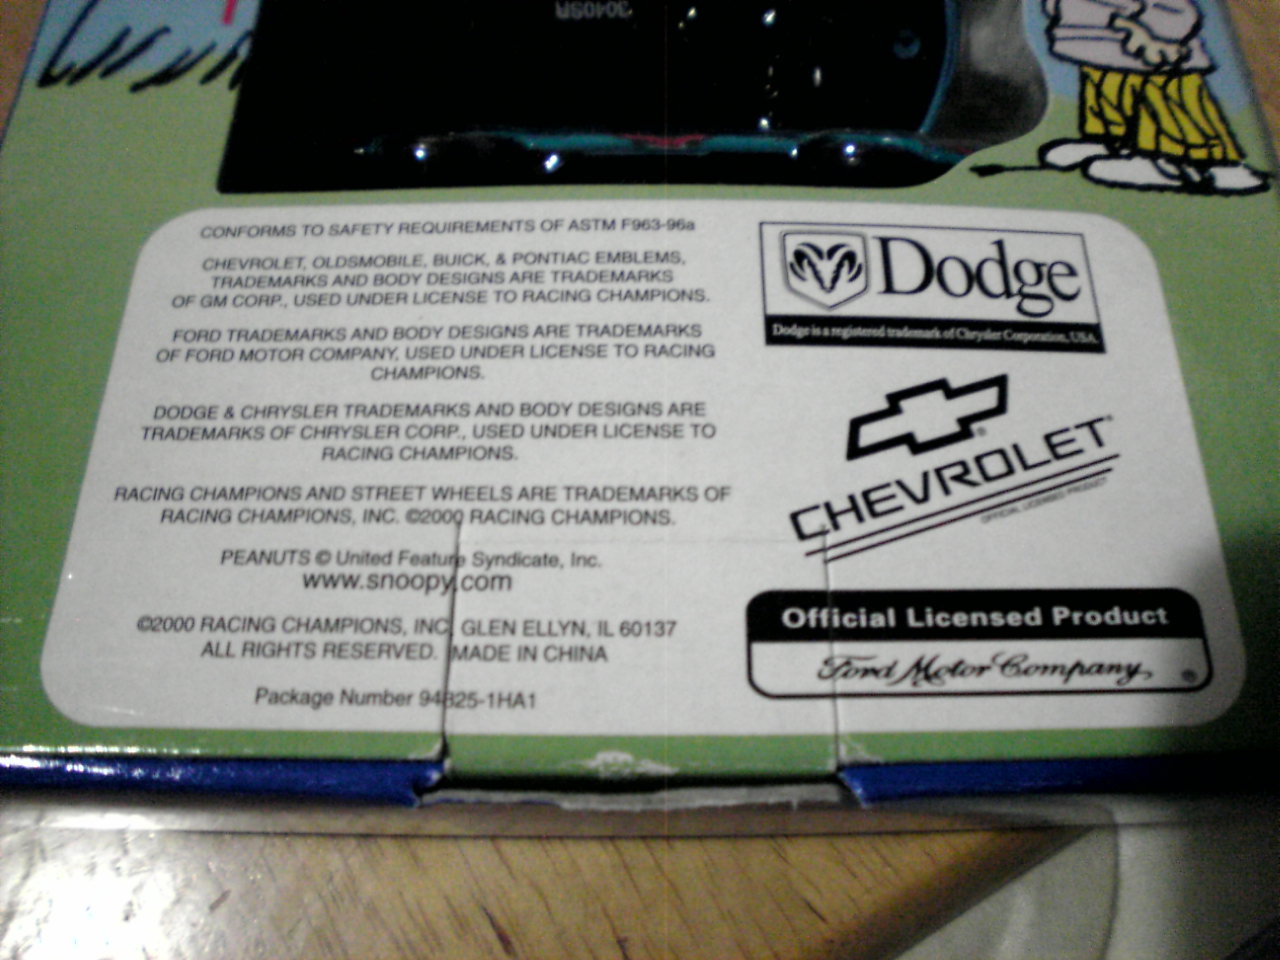 3040SR
CONFORMS TO SAFETY REQUIREMENTS OF ASTM F963-96a
CHEVROLET, OLDSMOBILE, BUICK, & PONTIAC EMBLEMS,
TRADEMARKS AND BODY DESIGNS ARE TRADEMARKS
OF GM CORP., USED UNDER LICENSE TO RACING CHAMPIONS.
FORD TRADEMARKS AND BODY DESIGNS ARE TRADEMARKS
OF FORD MOTOR COMPANY, USED UNDER LICENSE TO RACING
CHAMPIONS.
DODGE & CHRYSLER TRADEMARKS AND BODY DESIGNS ARE
TRADEMARKS OF CHRYSLER CORP., USED UNDER LICENSE TO
RACING CHAMPIONS.
RACING CHAMPIONS AND STREET WHEELS ARE TRADEMARKS OF
RACING CHAMPIONS, INC. ©2000 RACING CHAMPIONS.
PEANUTS © United Feature Syndicate, Inc.
www.snoopy.com
©2000 RACING CHAMPIONS, INC. GLEN ELLYN, IL 60137
ALL RIGHTS RESERVED. MADE IN CHINA
Package Number 94825-1HA1
Dodge
Dodge is a registered trademark of Chrysler Corporation, USA.
®
CHEVROLET®
OFFICIAL LICENSED PRODUCT
Official Licensed Product
Ford Motor Company ®